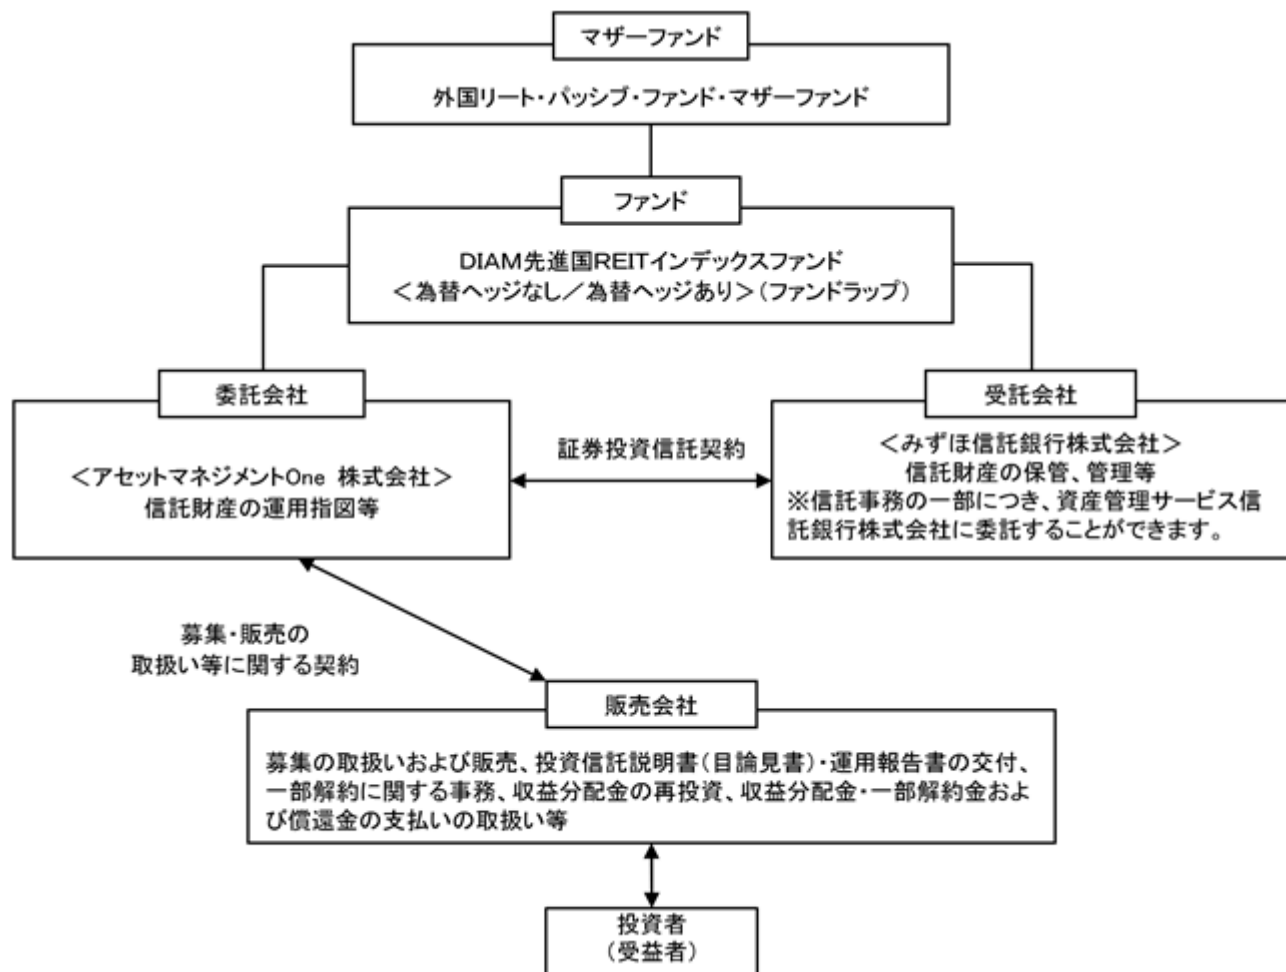 マザーファンド
外国リート・パッシブ・ファンド・マザーファンド
ファンド
DIAM先進国REITインデックスファンド
＜為替ヘッジなし／為替ヘッジあり＞（ファンドラップ）
委託会社
＜アセットマネジメントOne 株式会社＞
信託財産の運用指図等
証券投資信託契約
受託会社
＜みずほ信託銀行株式会社＞
信託財産の保管、管理等
※信託事務の一部につき、資産管理サービス信
託銀行株式会社に委託することができます。
募集・販売の
取扱い等に関する契約
販売会社
募集の取扱いおよび販売、投資信託説明書（目論見書）・運用報告書の交付、
一部解約に関する事務、収益分配金の再投資、収益分配金・一部解約金およ
び償還金の支払いの取扱い等
投資者
（受益者）